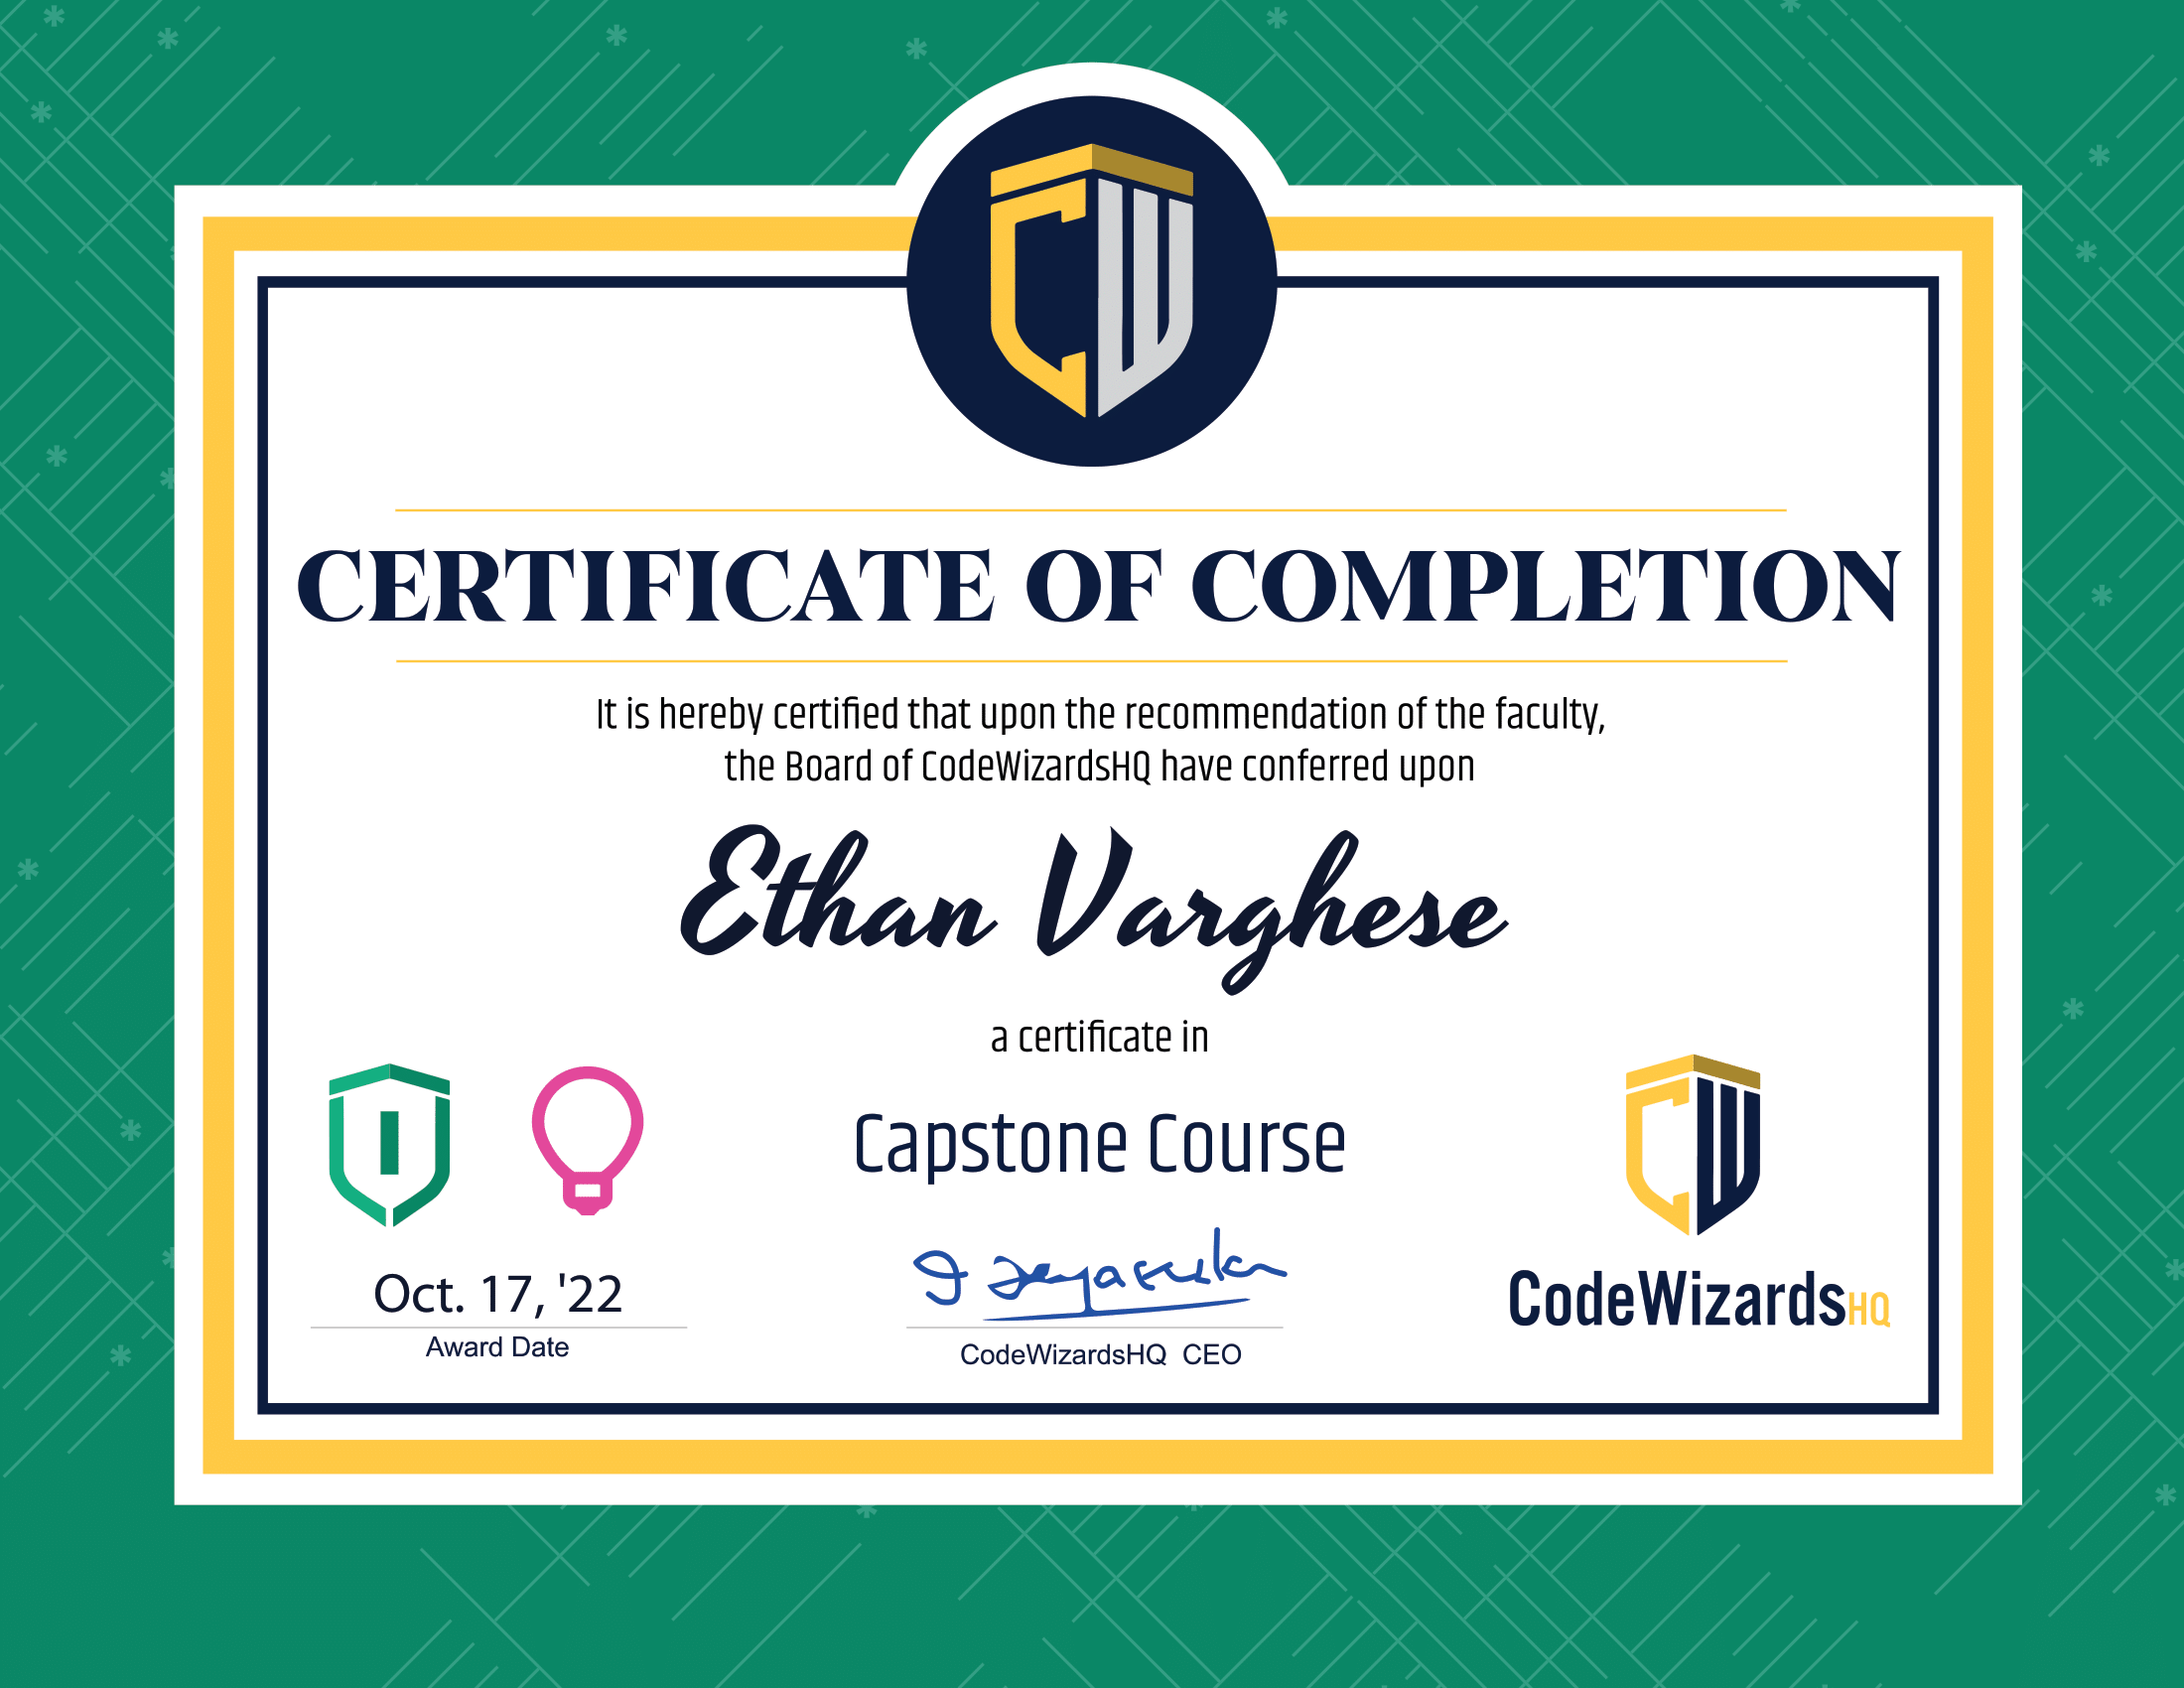 CW
CERTIFICATE OF COMPLETION
It is hereby certified that upon the recommendation of the faculty,
the Board of CodeWizardsHQ have conferred upon
Ethan Varghese
a certificate in
Capstone Course
I
CW
Oct. 17, '22
Award Date
CodeWizardsHQ CEO
CodeWizardsHQ